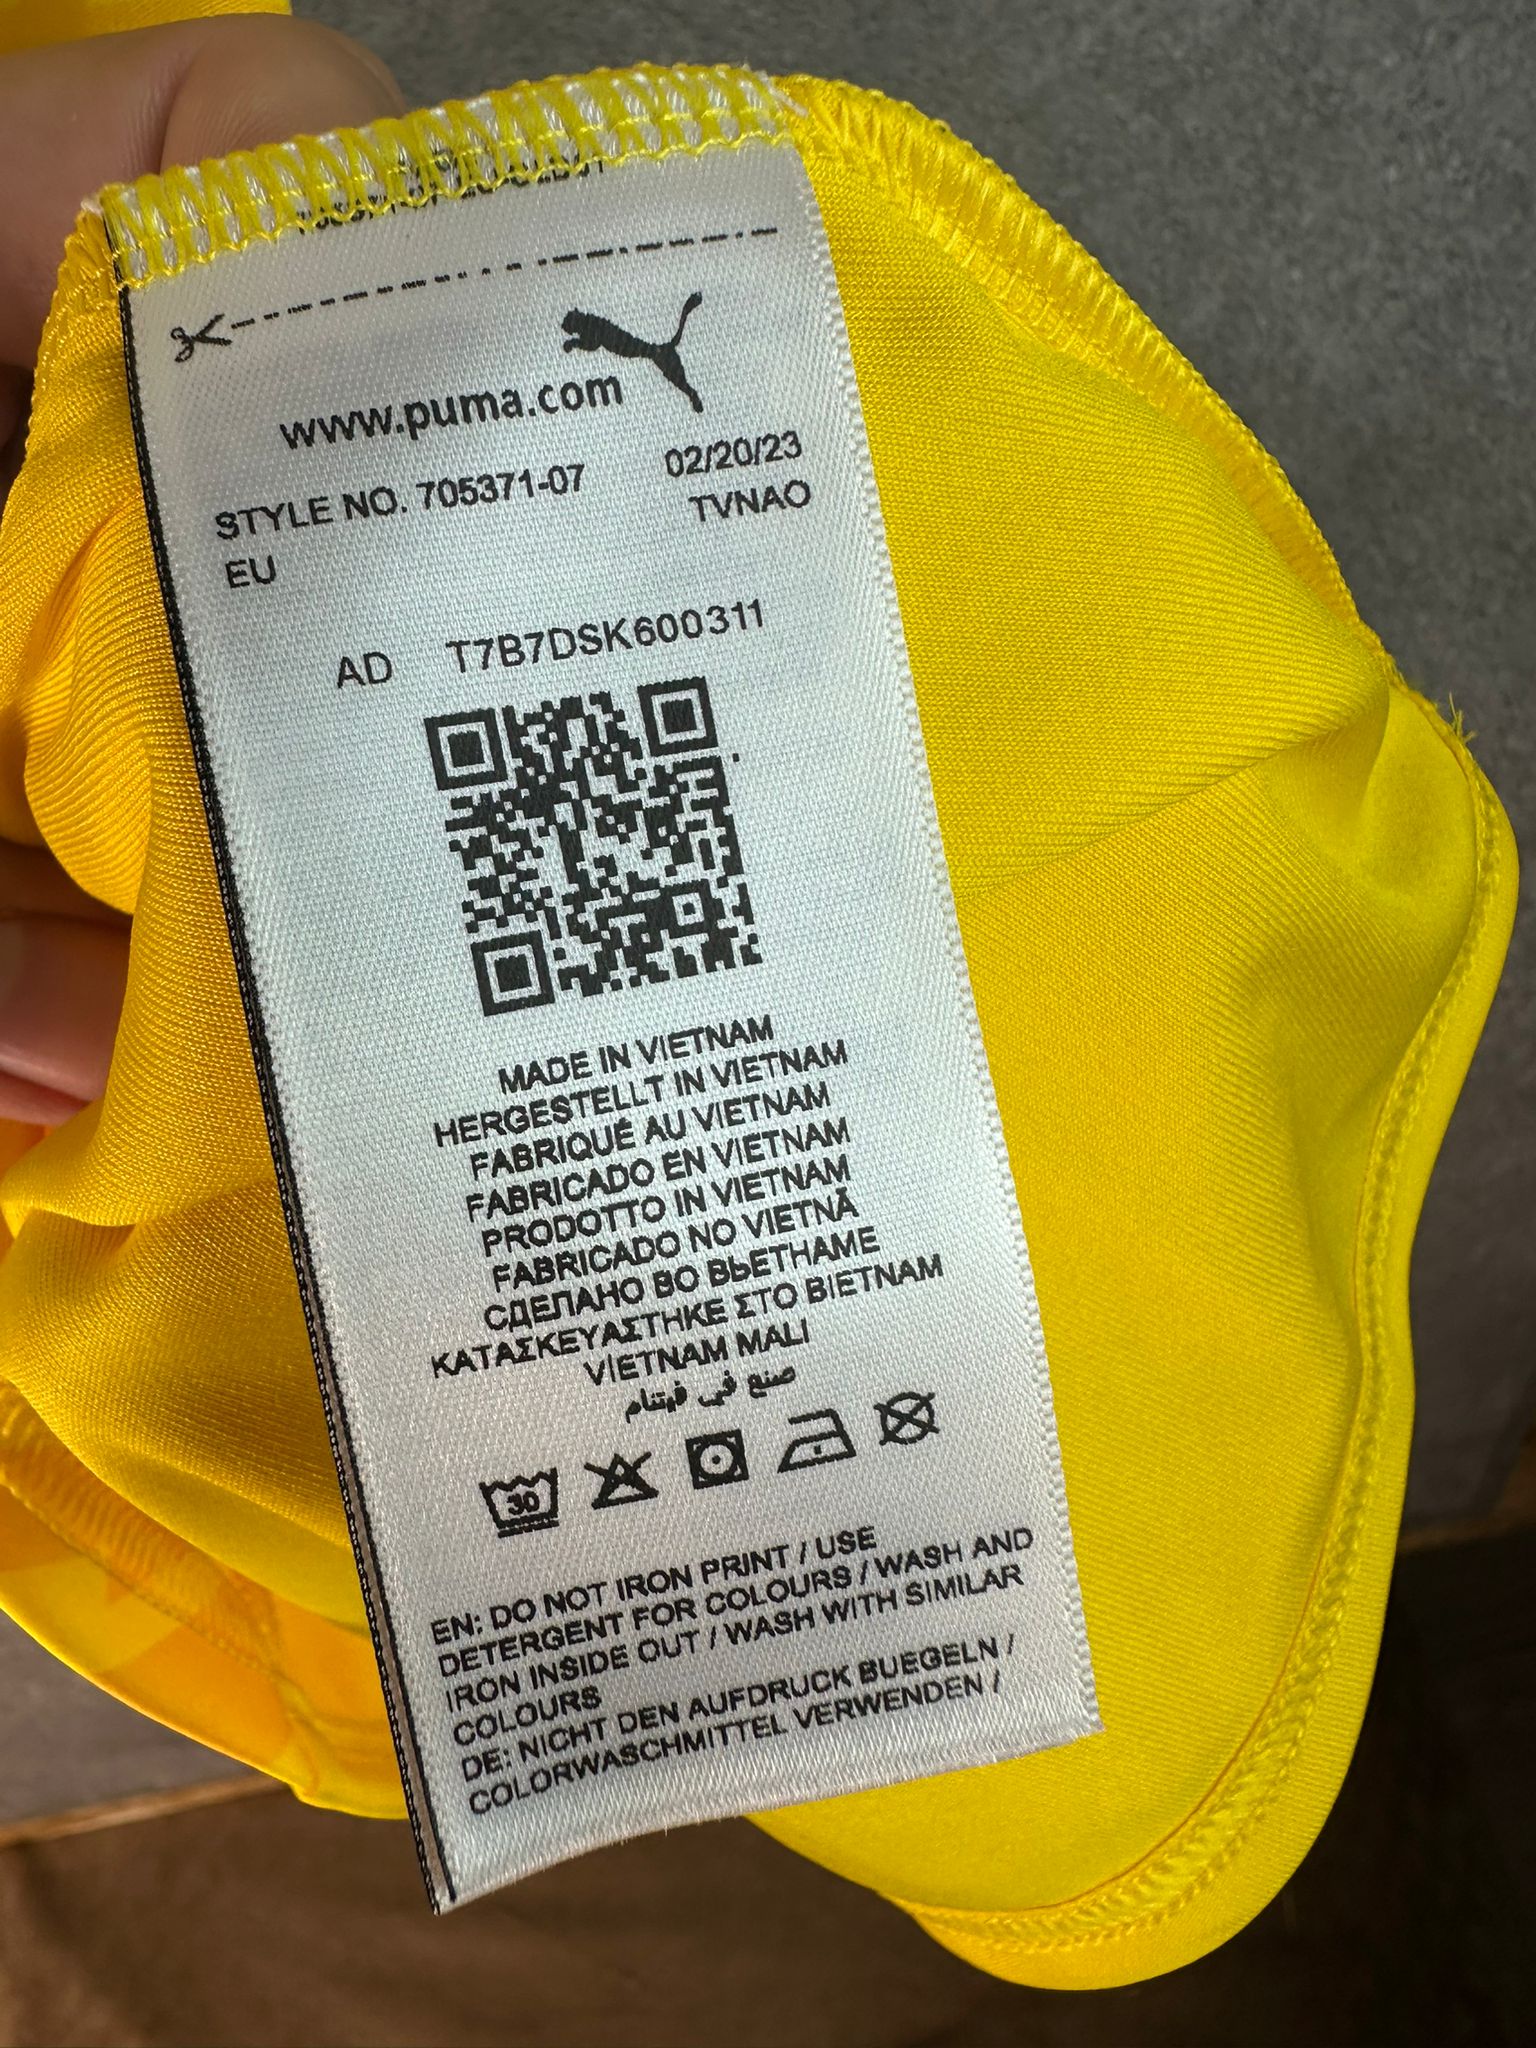 www.puma.com
STYLE NO. 705371-07 02/20/23
EU TVNAO
AD T7B7DSK600311
MADE IN VIETNAM
HERGESTELLT IN VIETNAM
FABRIQUÉ AU VIETNAM
FABRICADO EN VIETNAM
PRODOTTO IN VIETNAM
FABRICADO NO VIETNÃ
СДЕЛАНО ВО ВЬЕТНАМЕ
ΚΑΤΑΣΚΕΥΑΣΤΗΚΕ ΣΤΟ ΒΙΕΤΝΑΜ
VIETNAM MALI
صنع في فيتنام
30
EN: DO NOT IRON PRINT / USE
DETERGENT FOR COLOURS / WASH AND
IRON INSIDE OUT / WASH WITH SIMILAR
COLOURS
DE: NICHT DEN AUFDRUCK BUEGELN /
COLORWASCHMITTEL VERWENDEN /